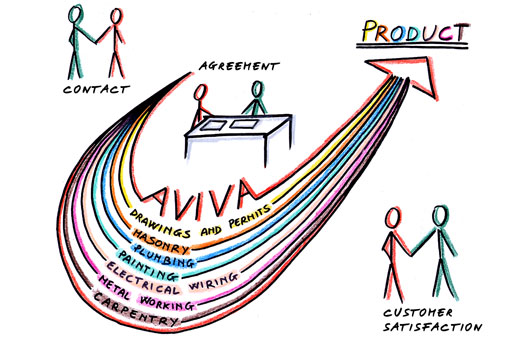 PRODUCT
AGREEMENT
CONTACT
AVIVA
DRAWINGS AND PERMITS
MASONRY
PLUMBING
PAINTING
ELECTRICAL WIRING
METAL WORKING
CARPENTRY
CUSTOMER
SATISFACTION